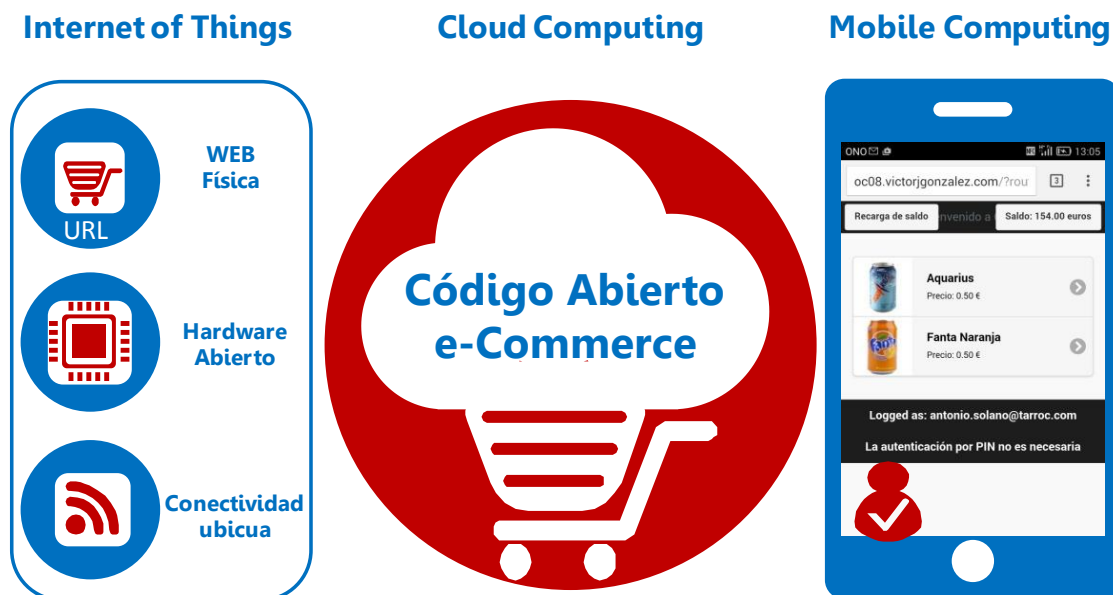 Internet of Things
Cloud Computing
Mobile Computing
WEB
Física
URL
Hardware
Abierto
Conectividad
ubicua
Código Abierto
e-Commerce
ONO
13:05
oc08.victorjgonzalez.com/?rou
3
Recarga de saldo
nvenido a
Saldo: 154.00 euros
Aquarius
Precio: 0.50 €
Fanta Naranja
Precio: 0.50 €
Logged as: antonio.solano@tarroc.com
La autenticación por PIN no es necesaria